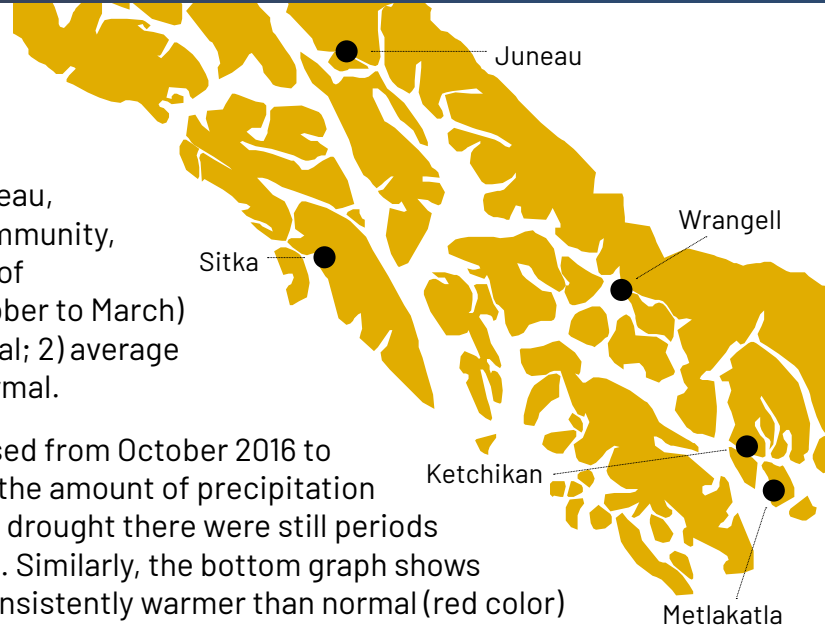 Juneau
Wrangell
Sitka
Ketchikan
Metlakatla
eau,
mmunity,
of
ber to March)
al; 2) average
rmal.
sed from October 2016 to
the amount of precipitation
drought there were still periods
. Similarly, the bottom graph shows
nsistently warmer than normal (red color)